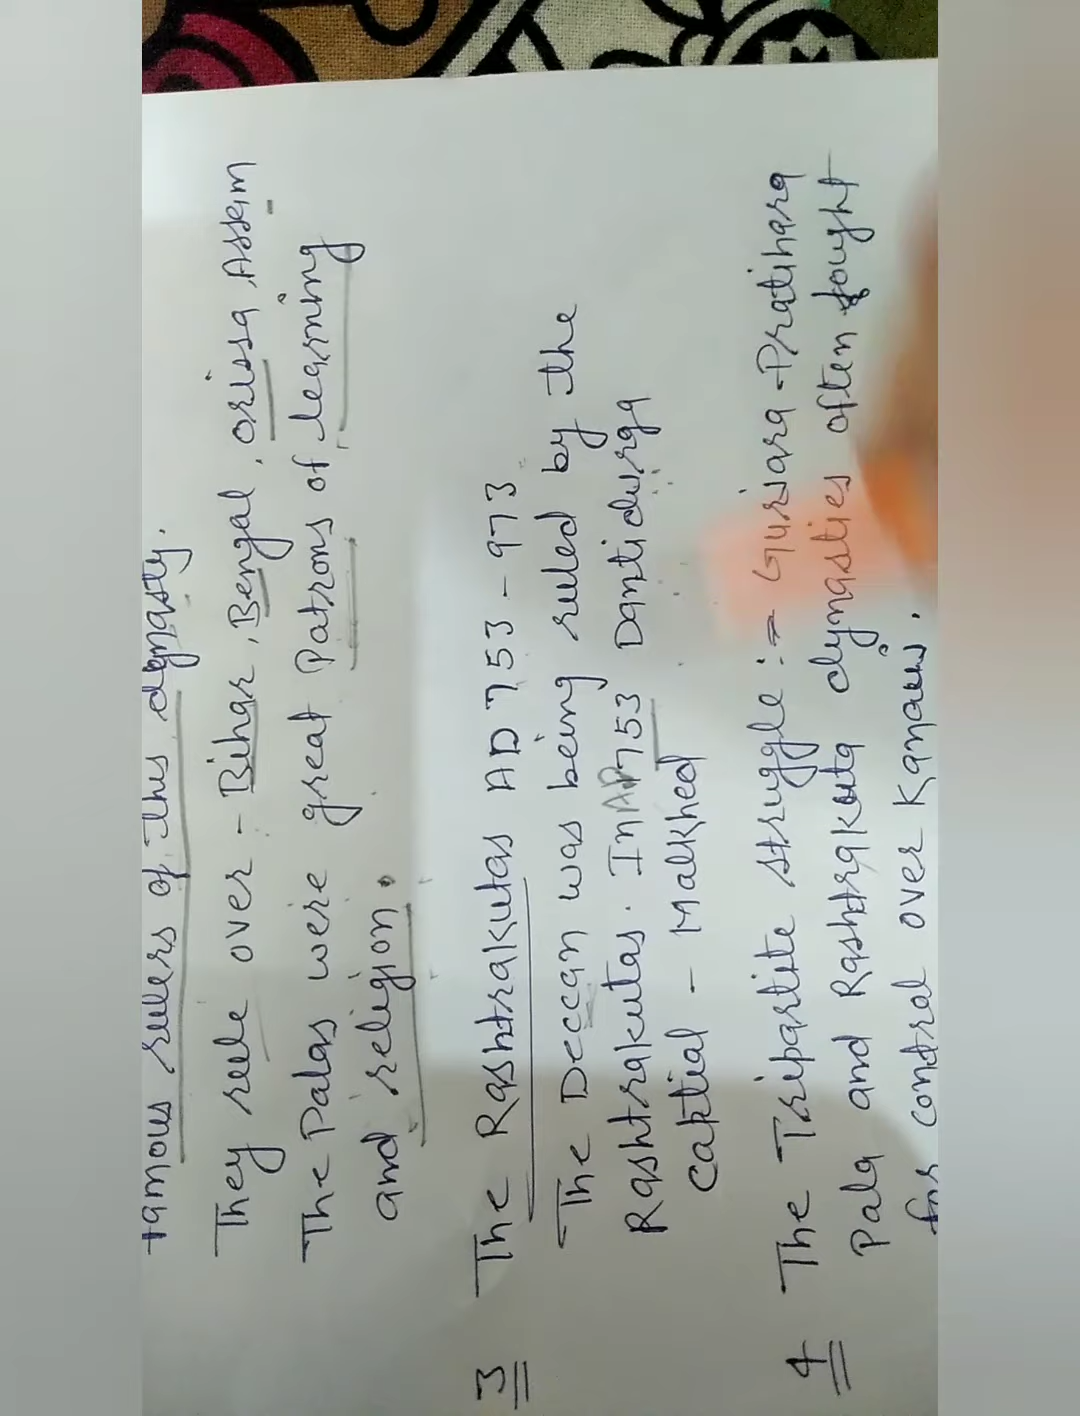 famous rulers of this dynasty.
They rule over - Bihar, Bengal, orissa, Assam
The Palas were great Patrons of learning
and religion.
3 The Rashtrakutas AD 753 - 973
The Deccan was being ruled by the
Rashtrakutas. In AD 753 Dantidurga
Captial - Malkhed
4 The Tripartite struggle :- Gurjara - Pratihara
Pala and Rashtrakuta dynasties often fought
for control over Kanauj.